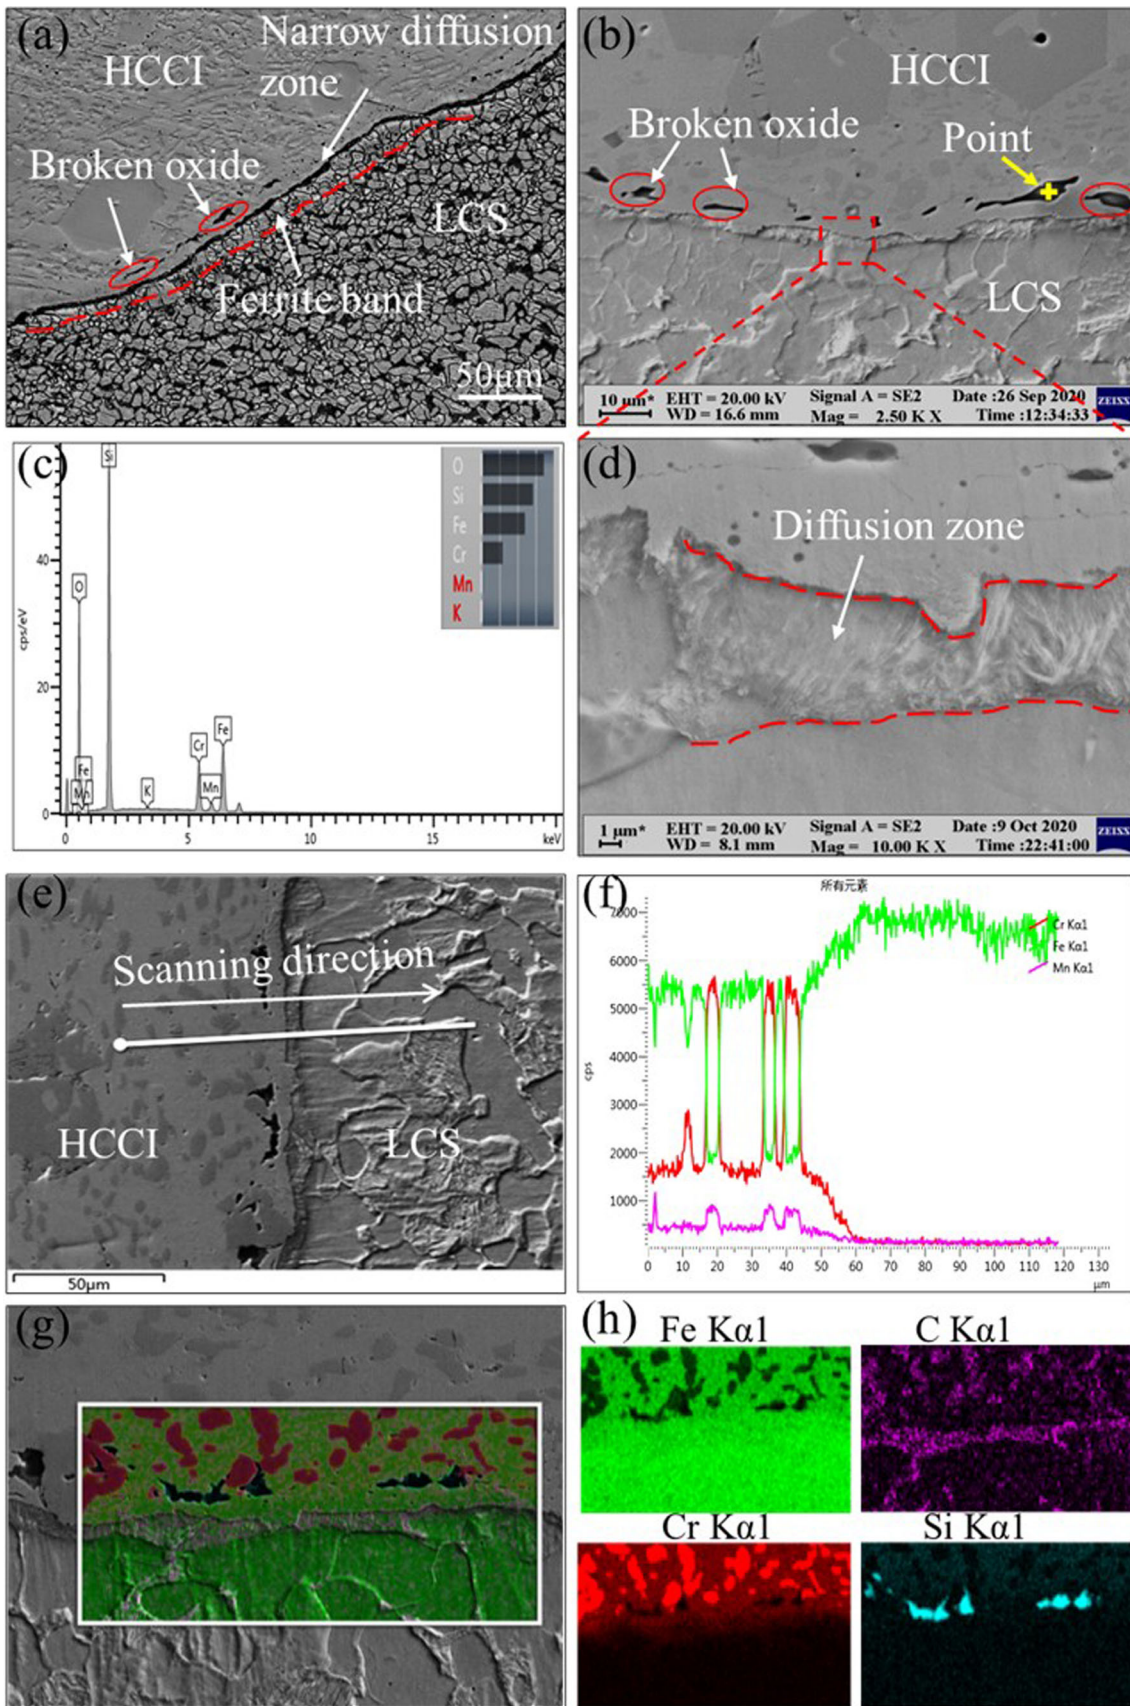 (a)
HCCI
Narrow diffusion
zone
Broken oxide
LCS
Ferrite band
50μm
(b)
HCCI
Broken oxide
Point
LCS
10 μm*
EHT = 20.00 kV
WD = 16.6 mm
Signal A = SE2
Mag = 2.50 K X
Date :26 Sep 2020
Time :12:34:33
ZEISS
(c)
Si
O
Fe
Mn
K
Cr
Mn
Fe
O
Si
Fe
Cr
Mn
K
cps/eV
40
20
0
0 5 10 15
keV
(d)
Diffusion zone
1 μm*
EHT = 20.00 kV
WD = 8.1 mm
Signal A = SE2
Mag = 10.00 K X
Date :9 Oct 2020
Time :22:41:00
ZEISS
(e)
Scanning direction
HCCI
LCS
50μm
(f)
所有元素
Cr Kα1
Fe Kα1
Mn Kα1
7000
6000
5000
4000
3000
2000
1000
cps
0 10 20 30 40 50 60 70 80 90 100 110 120 130
μm
(g)
(h)
Fe Kα1
C Kα1
Cr Kα1
Si Kα1